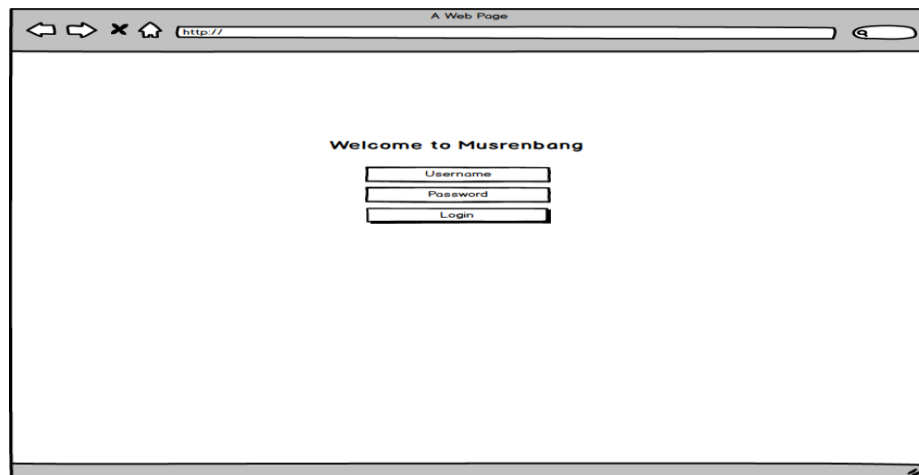 A Web Page
http://
Welcome to Musrenbang
Username
Password
Login